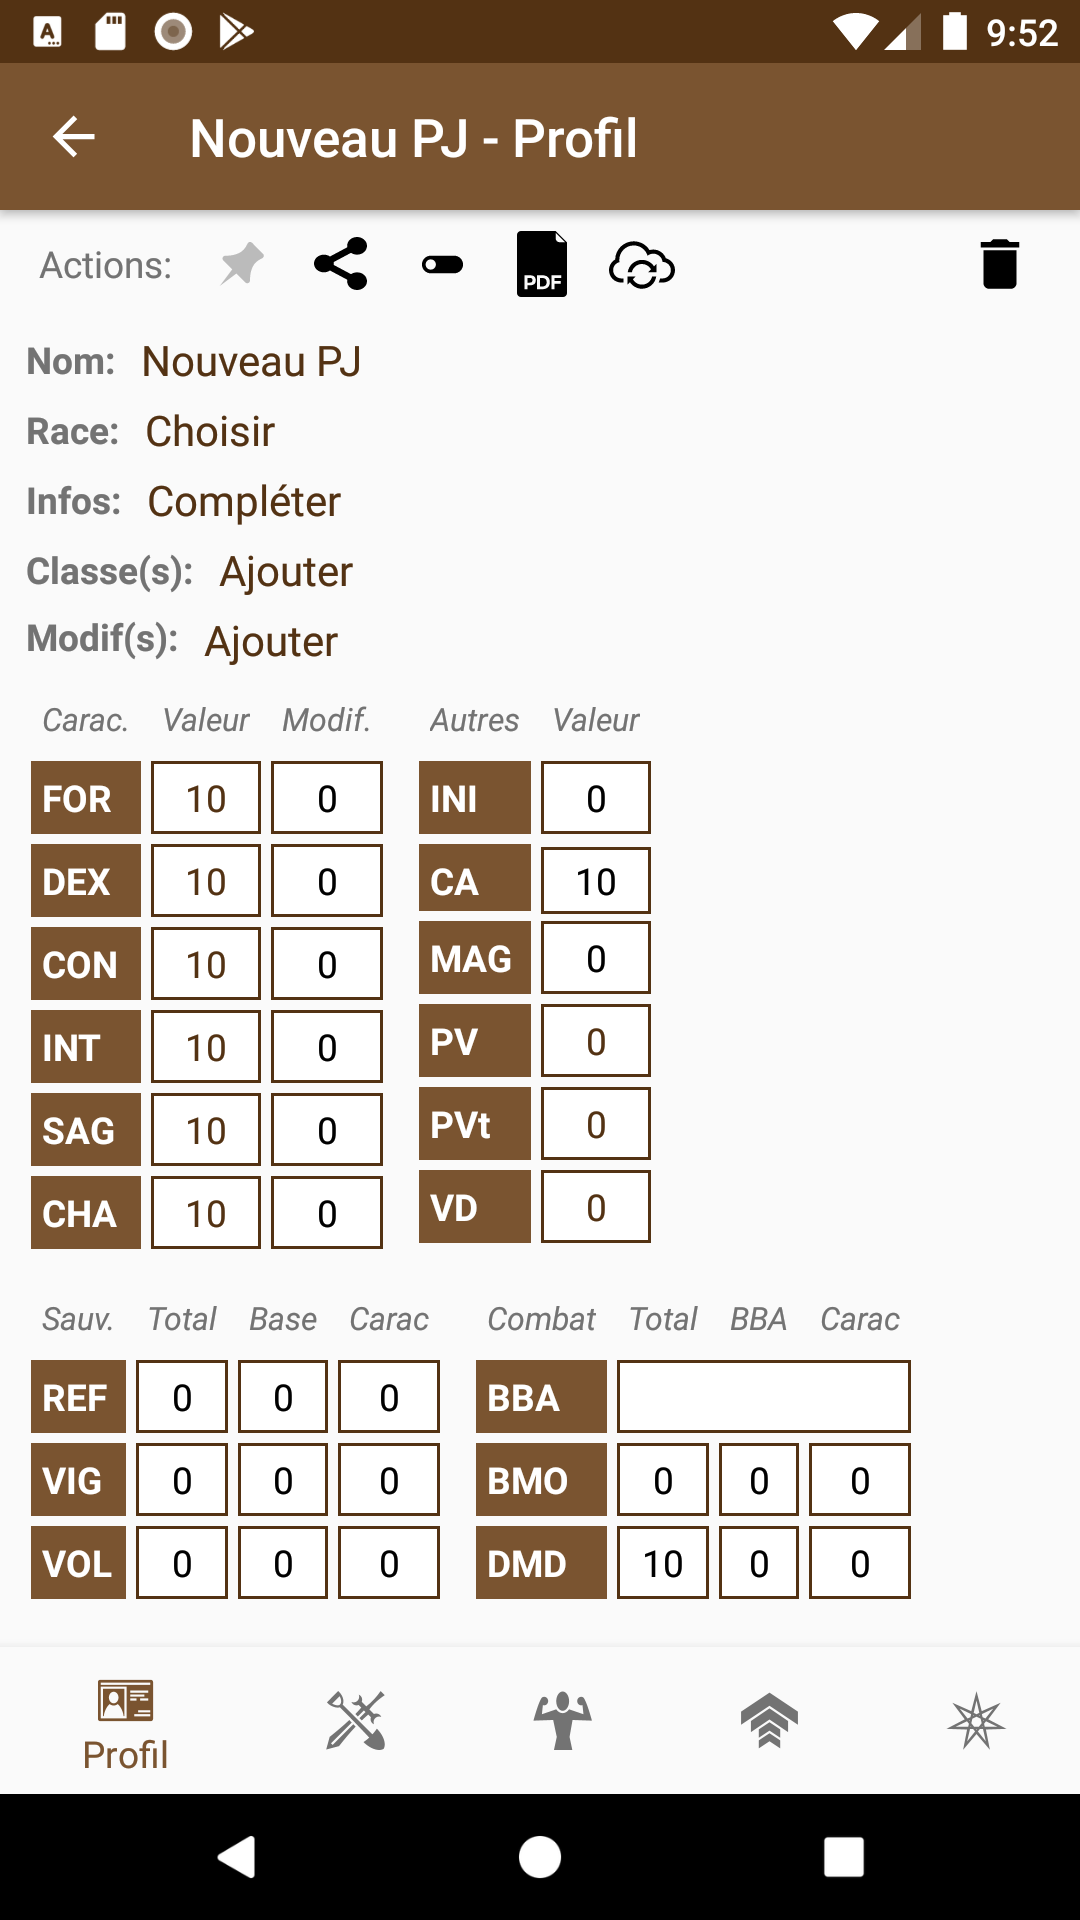 9:52
Nouveau PJ - Profil
Actions: PDF
Nom: Nouveau PJ
Race: Choisir
Infos: Compléter
Classe(s): Ajouter
Modif(s): Ajouter
Carac. Valeur Modif. Autres Valeur
FOR 10 0 INI 0
DEX 10 0 CA 10
CON 10 0 MAG 0
INT 10 0 PV 0
SAG 10 0 PVt 0
CHA 10 0 VD 0
Sauv. Total Base Carac Combat Total BBA Carac
REF 0 0 0 BBA
VIG 0 0 0 BMO 0 0 0
VOL 0 0 0 DMD 10 0 0
Profil